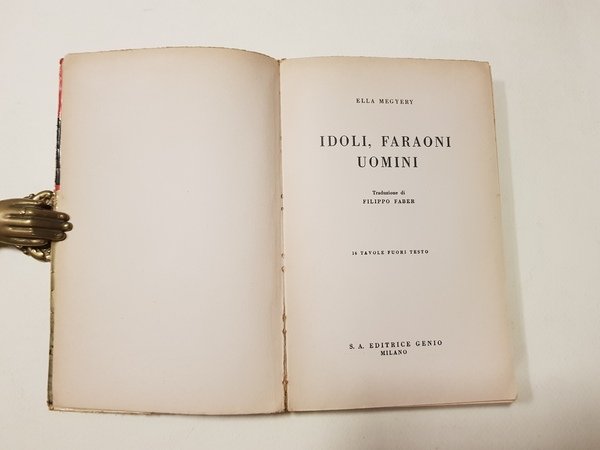 ELLA MEGYERY
IDOLI, FARAONI
UOMINI
Traduzione di
FILIPPO FABER
16 TAVOLE FUORI TESTO
S. A. EDITRICE GENIO
MILANO